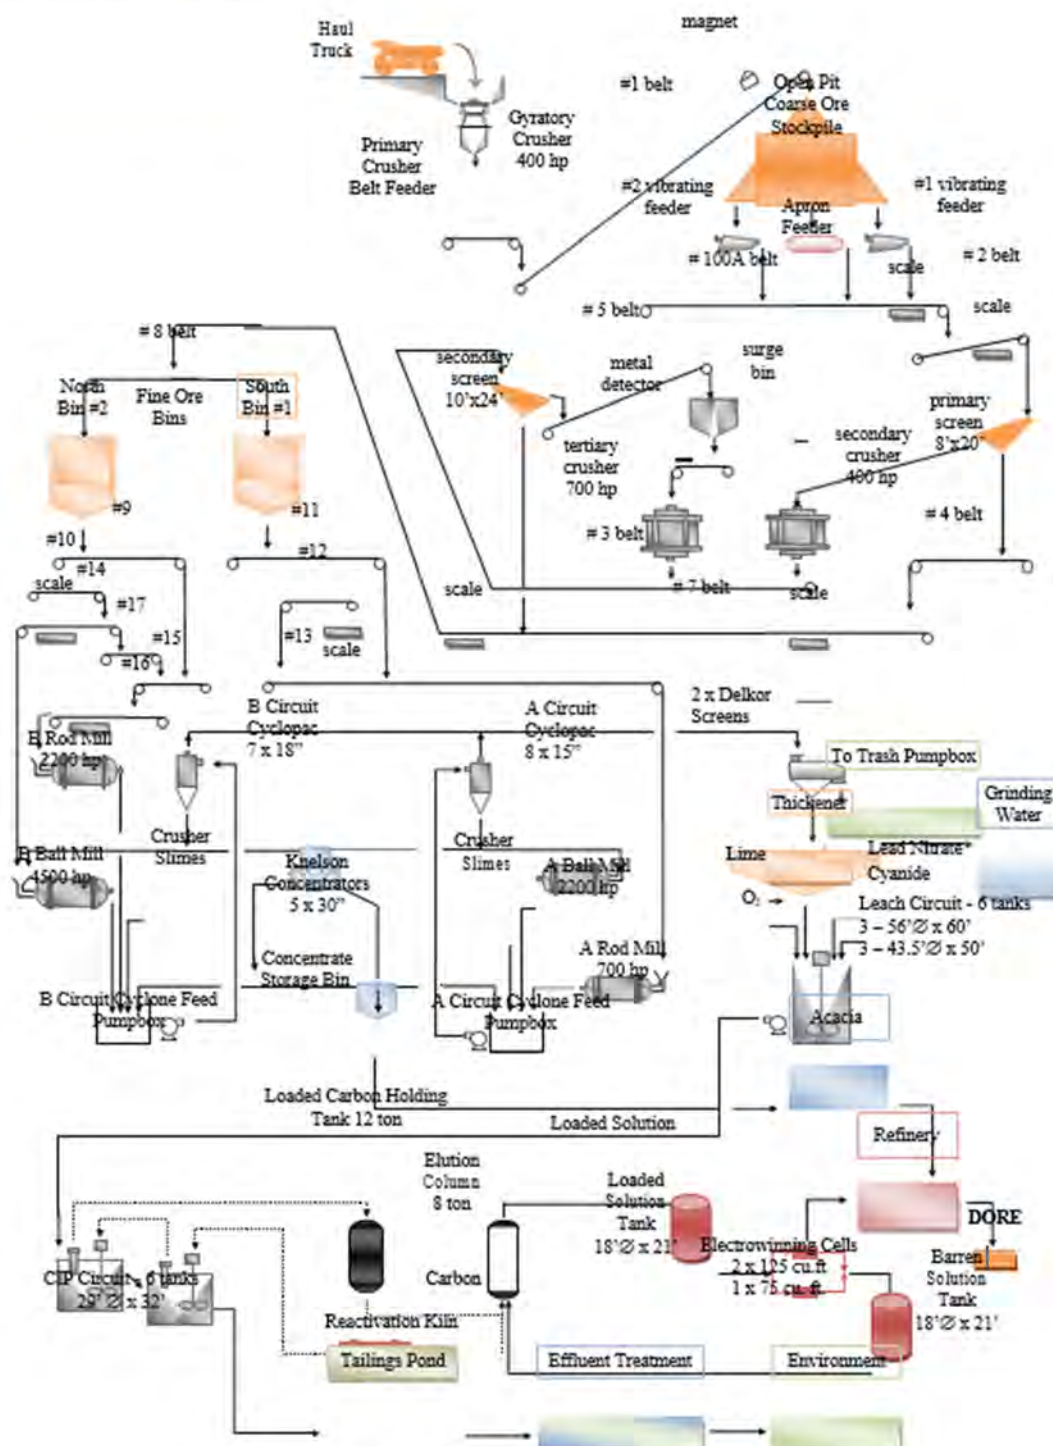 magnet
Haul
Truck
#1 belt
Open Pit
Coarse Ore
Stockpile
Gyratory
Crusher
400 hp
Primary
Crusher
Belt Feeder
#2 vibrating
feeder
#1 vibrating
feeder
Apron
Feeder
# 100A belt
scale
# 2 belt
# 5 belt
scale
# 8 belt
secondary
screen
10'x24'
metal
detector
surge
bin
North
Bin #2
Fine Ore
Bins
South
Bin #1
primary
screen
8'x20'
tertiary
crusher
700 hp
secondary
crusher
400 hp
#9
#11
# 3 belt
# 4 belt
#10
#12
#14
scale
# 7 belt
scale
scale
#17
#15
#13
scale
#16
B Circuit
Cyclopac
7 x 18"
A Circuit
Cyclopac
8 x 15"
2 x Delkor
Screens
B Rod Mill
2200 hp
To Trash Pumpbox
Thickener
Grinding
Water
Crusher
Slimes
Crusher
Slimes
B Ball Mill
4500 hp
Knelson
Concentrators
5 x 30"
A Ball Mill
2200 hp
Lime
Lead Nitrate
Cyanide
O₂
Leach Circuit - 6 tanks
3 – 56'∅ x 60'
3 – 43.5'∅ x 50'
Concentrate
Storage Bin
A Rod Mill
700 hp
B Circuit Cyclone Feed
Pumpbox
A Circuit Cyclone Feed
Pumpbox
Acacia
Loaded Carbon Holding
Tank 12 ton
Loaded Solution
Refinery
Elution
Column
8 ton
Loaded
Solution
Tank
18'∅ x 21'
DORE
Electrowinning Cells
2 x 125 cu.ft
1 x 75 cu. ft.
Barren
Solution
Tank
18'∅ x 21'
CIP Circuit - 6 tanks
29' ∅ x 32'
Carbon
Reactivation Kiln
Tailings Pond
Effluent Treatment
Environment